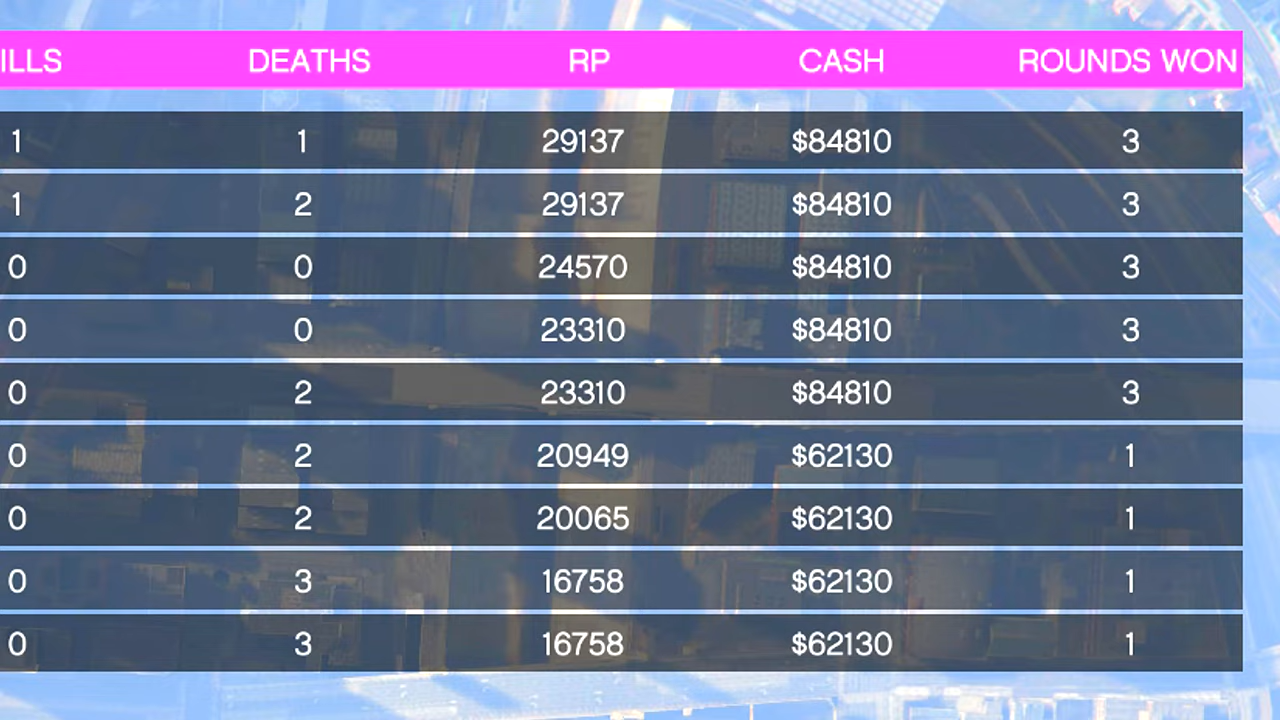 ILLS DEATHS RP CASH ROUNDS WON
1 1 29137 $84810 3
1 2 29137 $84810 3
0 0 24570 $84810 3
0 0 23310 $84810 3
0 2 23310 $84810 3
0 2 20949 $62130 1
0 2 20065 $62130 1
0 3 16758 $62130 1
0 3 16758 $62130 1